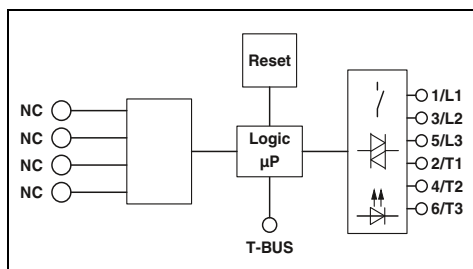 Reset
NC
NC
NC
NC
Logic
µP
T-BUS
1/L1
3/L2
5/L3
2/T1
4/T2
6/T3